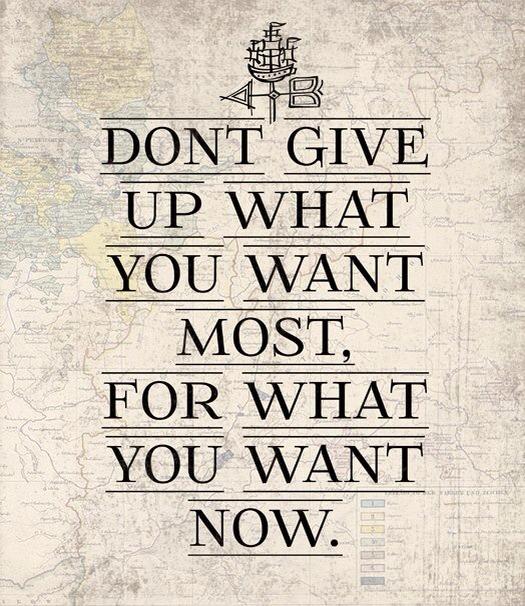 DONT GIVE
UP WHAT
YOU WANT
MOST,
FOR WHAT
YOU WANT
NOW.